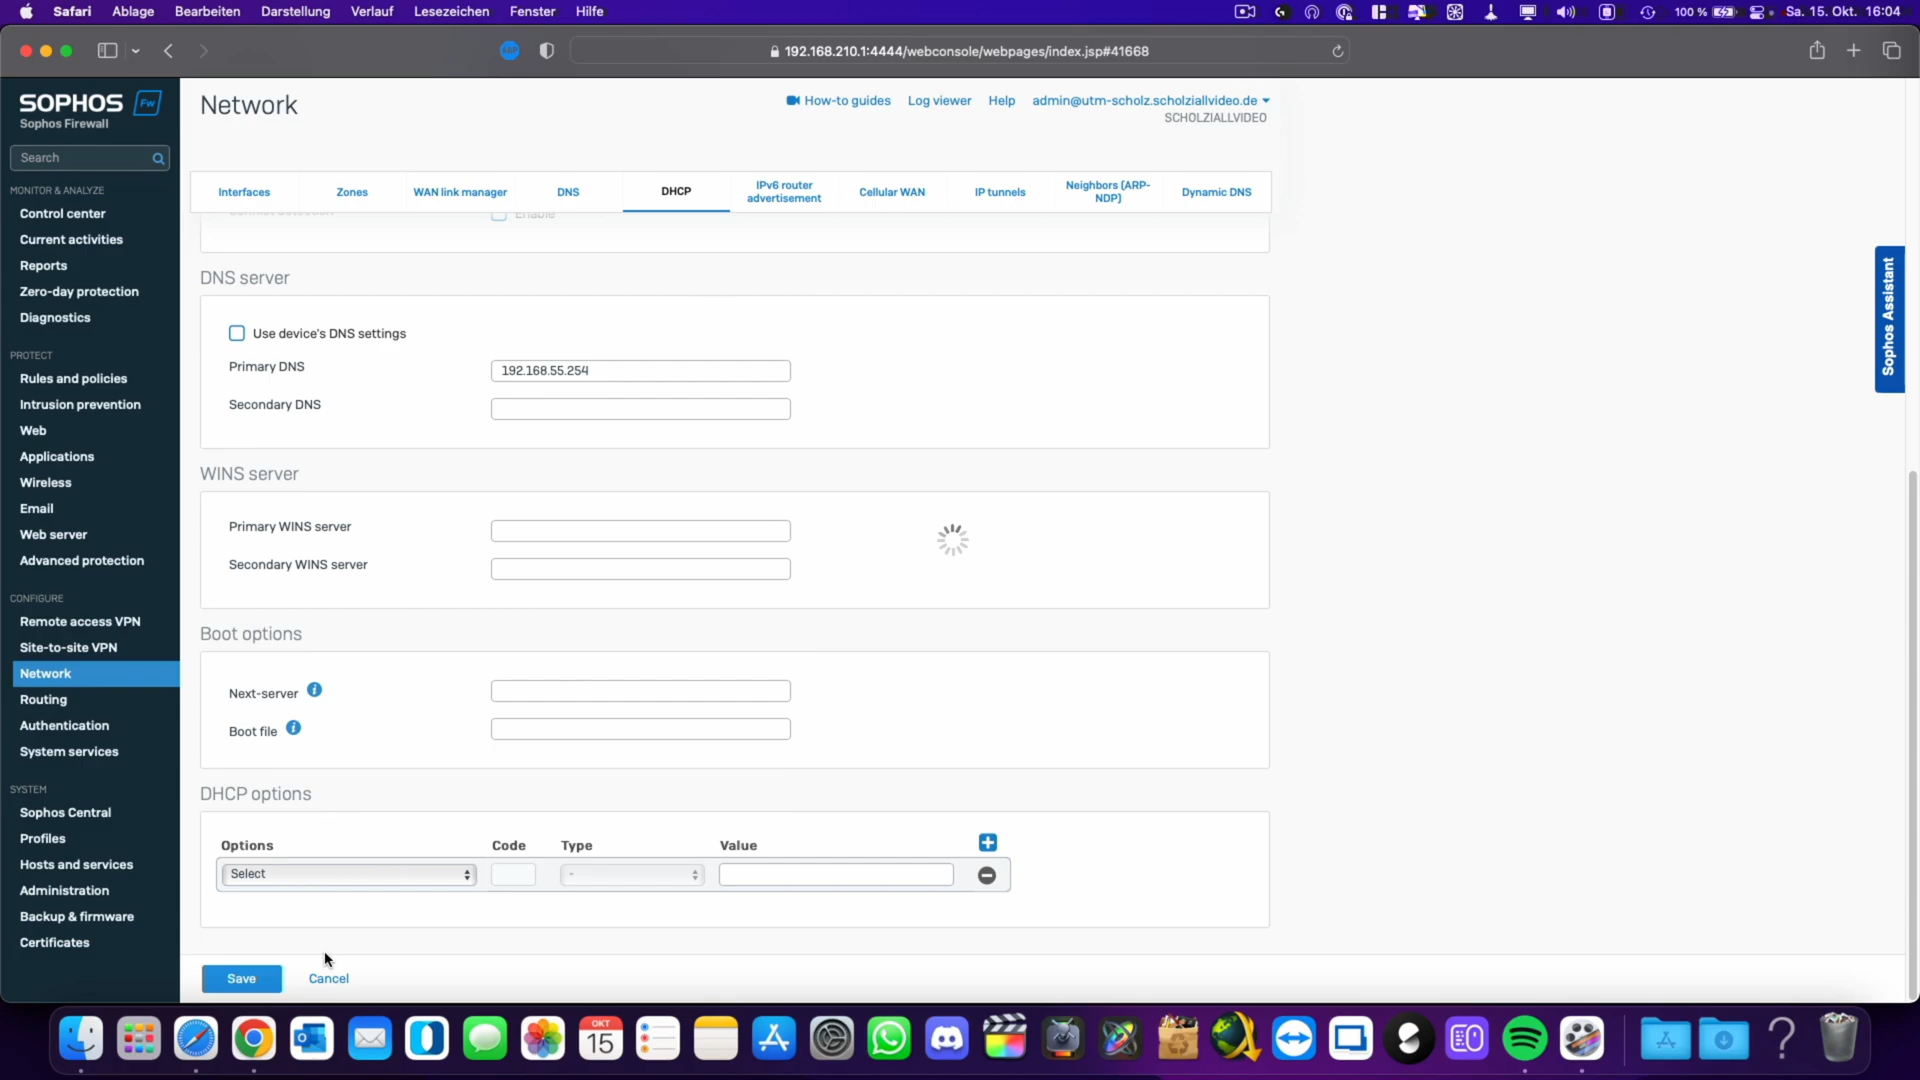 Safari Ablage Bearbeiten Darstellung Verlauf Lesezeichen Fenster Hilfe 100 % Sa. 15. Okt. 16:04
ABP 192.168.210.1:4444/webconsole/webpages/index.jsp#41668
SOPHOS Fw
Sophos Firewall
Search
MONITOR & ANALYZE
Control center
Current activities
Reports
Zero-day protection
Diagnostics
PROTECT
Rules and policies
Intrusion prevention
Web
Applications
Wireless
Email
Web server
Advanced protection
CONFIGURE
Remote access VPN
Site-to-site VPN
Network
Routing
Authentication
System services
SYSTEM
Sophos Central
Profiles
Hosts and services
Administration
Backup & firmware
Certificates
Network
How-to guides Log viewer Help admin@utm-scholz.scholziallvideo.de
SCHOLZIALLVIDEO
Interfaces Zones WAN link manager DNS DHCP IPv6 router advertisement Cellular WAN IP tunnels Neighbors (ARP-NDP) Dynamic DNS
Conflict detection Enable
DNS server
Use device's DNS settings
Primary DNS 192.168.55.254
Secondary DNS
WINS server
Primary WINS server
Secondary WINS server
Boot options
Next-server
Boot file
DHCP options
Options Code Type Value
Select -
Save Cancel
Sophos Assistant
OKT
15